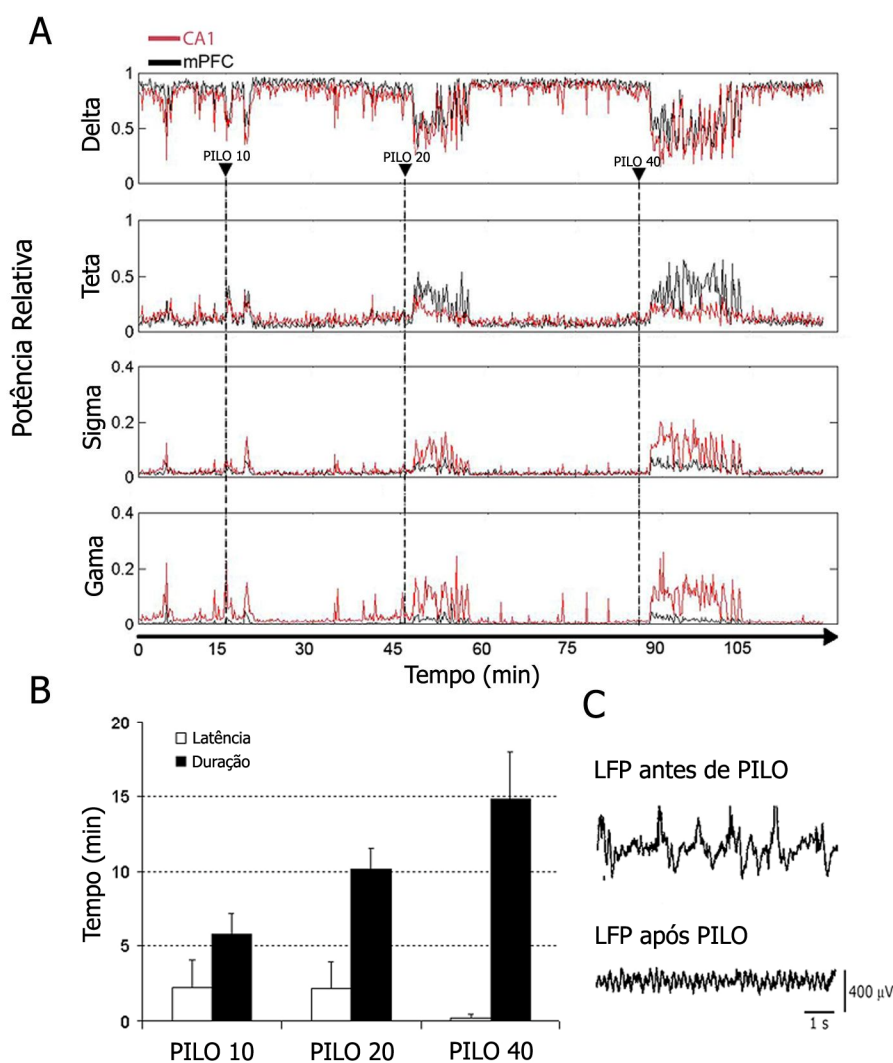 A
CA1
mPFC
Potência Relativa
Delta
1
0.5
0
PILO 10
PILO 20
PILO 40
Teta
1
0.5
0
Sigma
0.4
0.2
0
Gama
0.4
0.2
0
0 15 30 45 60 75 90 105
Tempo (min)
B
Latência
Duração
Tempo (min)
20
15
10
5
0
PILO 10 PILO 20 PILO 40
C
LFP antes de PILO
LFP após PILO
400 µV
1 s